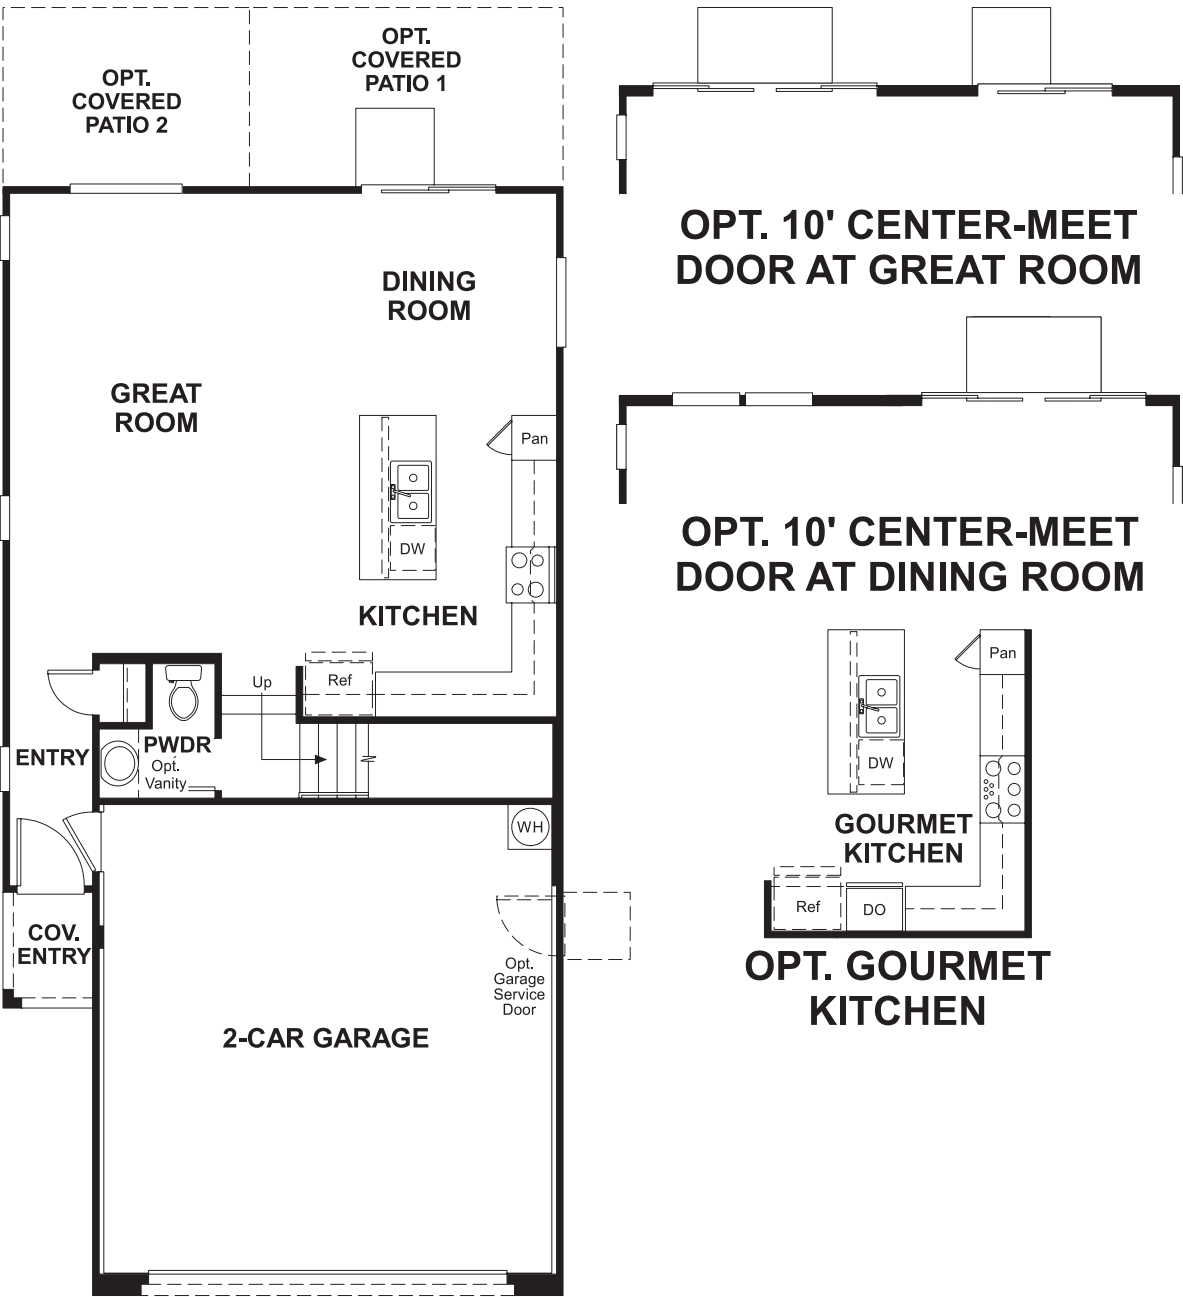 OPT.
COVERED
PATIO 2
OPT.
COVERED
PATIO 1
DINING
ROOM
GREAT
ROOM
Pan
DW
KITCHEN
Ref
Up
ENTRY
PWDR
Opt.
Vanity
WH
COV.
ENTRY
Opt.
Garage
Service
Door
2-CAR GARAGE
OPT. 10' CENTER-MEET
DOOR AT GREAT ROOM
OPT. 10' CENTER-MEET
DOOR AT DINING ROOM
Pan
DW
GOURMET
KITCHEN
Ref
DO
OPT. GOURMET
KITCHEN